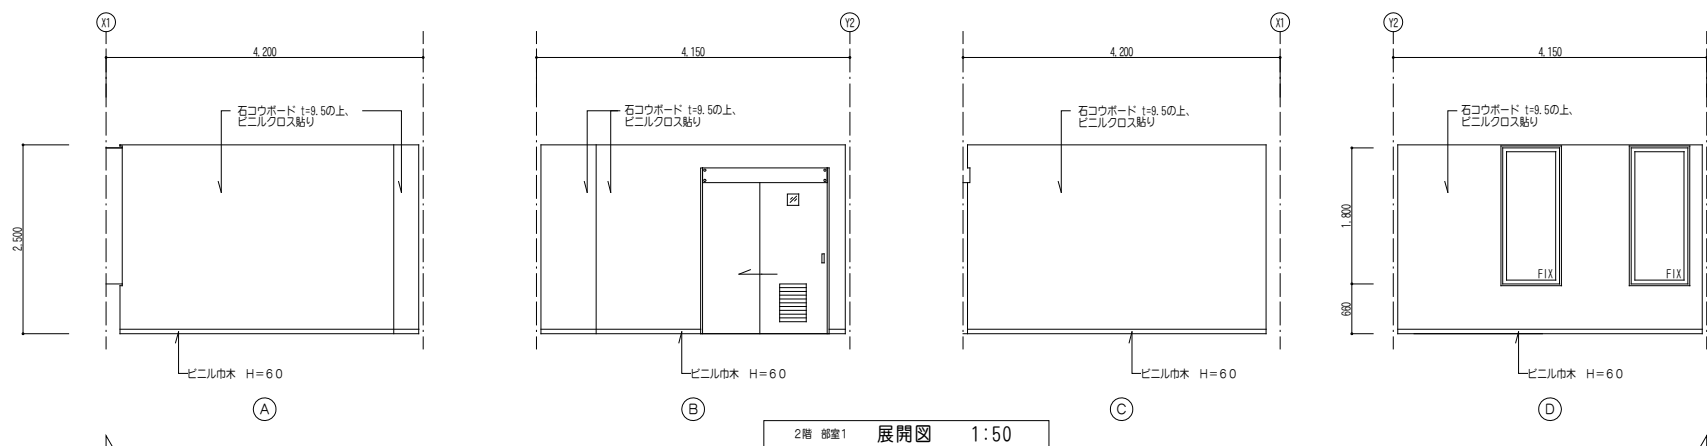 X1
Y2
X1
Y2
4,200
4,150
4,200
4,150
石コウボード t=9.5の上、
ビニルクロス貼り
石コウボード t=9.5の上、
ビニルクロス貼り
石コウボード t=9.5の上、
ビニルクロス貼り
石コウボード t=9.5の上、
ビニルクロス貼り
2,500
1,800
660
FIX
FIX
ビニル巾木 H=60
ビニル巾木 H=60
ビニル巾木 H=60
ビニル巾木 H=60
A
B
C
D
2階 部室1 展開図 1:50